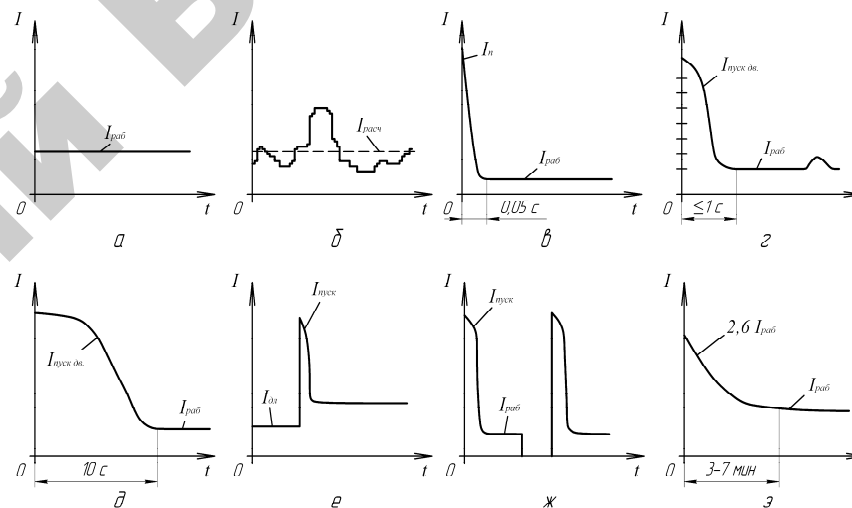 I I I I
Iраб Iрасч Iп Iпуск дв.
Iраб Iраб
0 t 0 t 0 0,05 с t 0 ≤1 с
а б в г
I I I I
Iпуск дв. Iпуск Iпуск 2,6 Iраб
Iраб Iдл Iраб Iраб
0 10 с t 0 t 0 t 0 3-7 мин
д е ж з
ий В